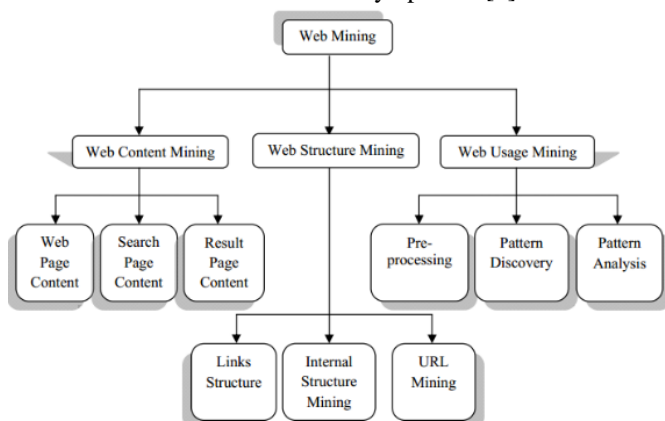 Web Mining
Web Content Mining
Web Structure Mining
Web Usage Mining
Web
Page
Content
Search
Page
Content
Result
Page
Content
Pre-
processing
Pattern
Discovery
Pattern
Analysis
Links
Structure
Internal
Structure
Mining
URL
Mining